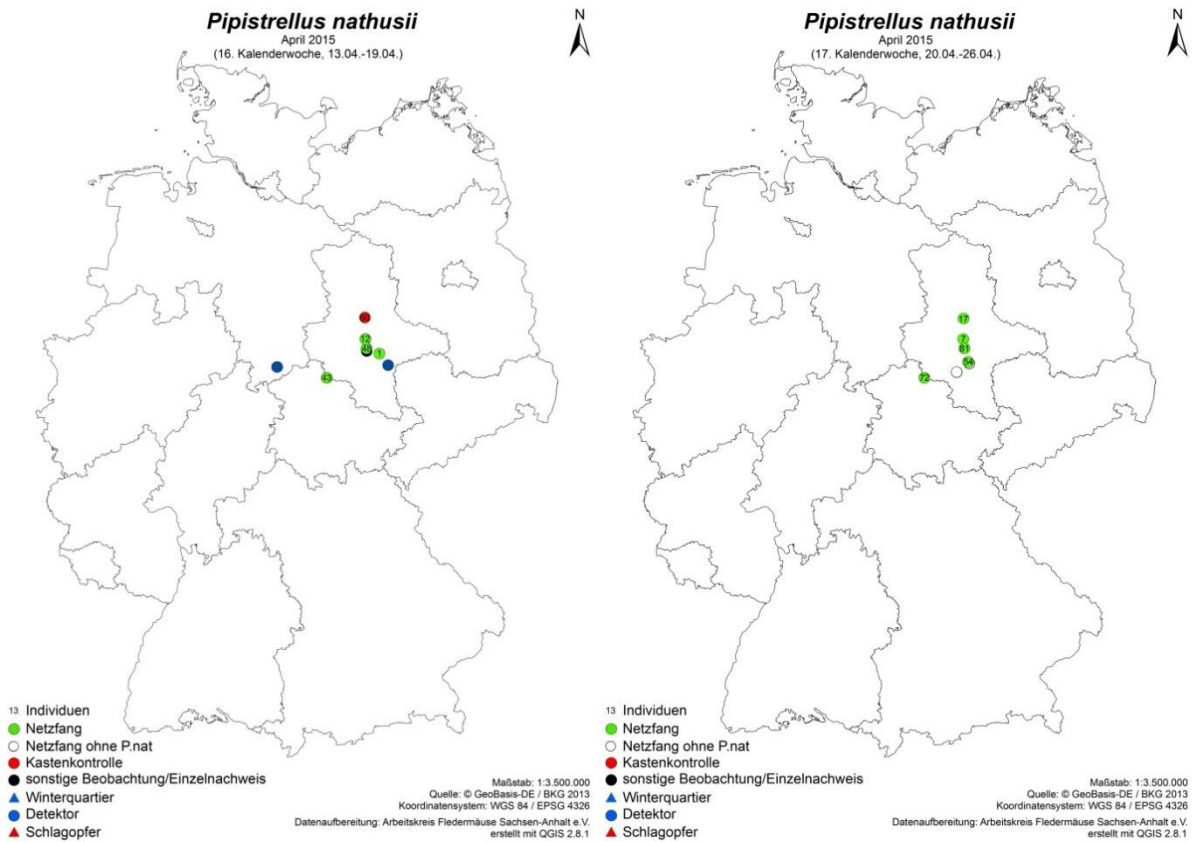 Pipistrellus nathusii
April 2015
(16. Kalenderwoche, 13.04.-19.04.)
N
12
48
1
43
13 Individuen
Netzfang
Netzfang ohne P.nat
Kastenkontrolle
sonstige Beobachtung/Einzelnachweis
Winterquartier
Detektor
Schlagopfer
Maßstab: 1:3.500.000
Quelle: © GeoBasis-DE / BKG 2013
Koordinatensystem: WGS 84 / EPSG 4326
Datenaufbereitung: Arbeitskreis Fledermäuse Sachsen-Anhalt e.V.
erstellt mit QGIS 2.8.1
Pipistrellus nathusii
April 2015
(17. Kalenderwoche, 20.04.-26.04.)
N
17
7
81
54
72
13 Individuen
Netzfang
Netzfang ohne P.nat
Kastenkontrolle
sonstige Beobachtung/Einzelnachweis
Winterquartier
Detektor
Schlagopfer
Maßstab: 1:3.500.000
Quelle: © GeoBasis-DE / BKG 2013
Koordinatensystem: WGS 84 / EPSG 4326
Datenaufbereitung: Arbeitskreis Fledermäuse Sachsen-Anhalt e.V.
erstellt mit QGIS 2.8.1